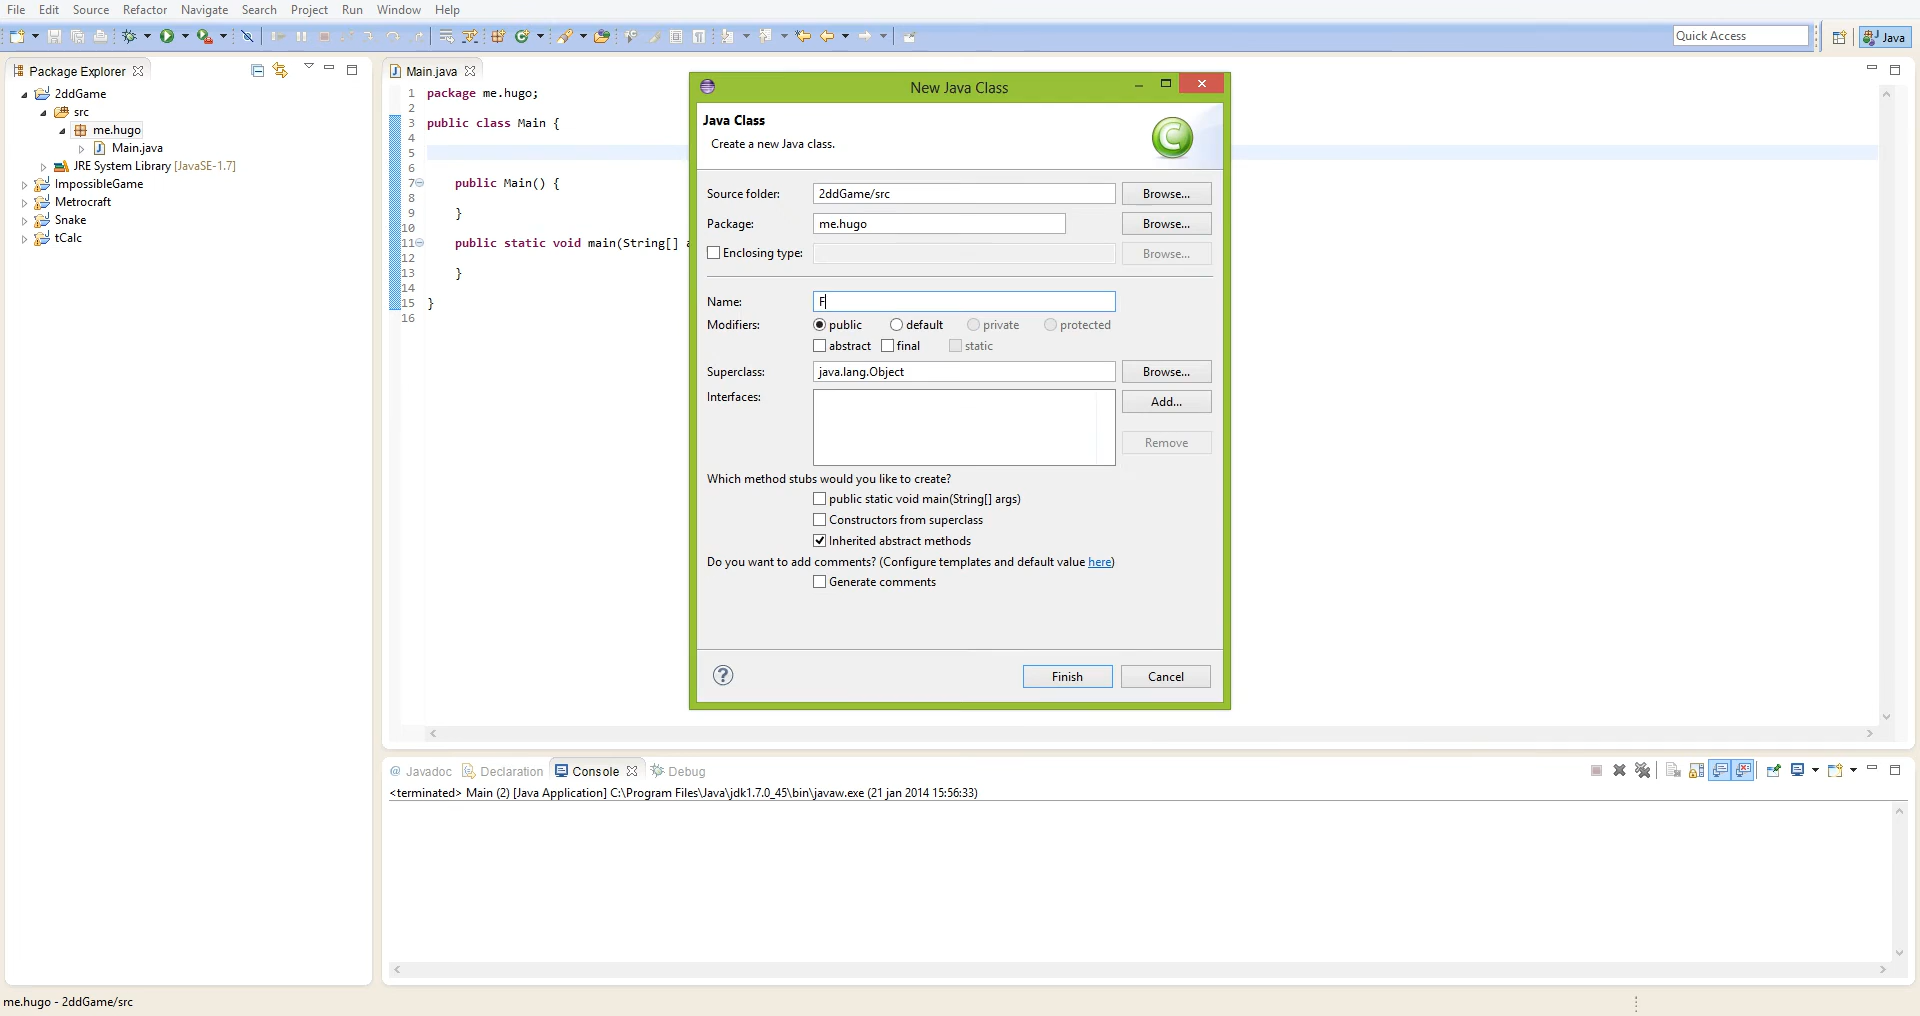 File Edit Source Refactor Navigate Search Project Run Window Help
Quick Access
Java
Package Explorer
2ddGame
src
me.hugo
Main.java
JRE System Library [JavaSE-1.7]
ImpossibleGame
Metrocraft
Snake
tCalc
Main.java
1 package me.hugo;
2
3 public class Main {
4
5
6
7 public Main() {
8
9 }
10
11 public static void main(String[] a
12
13 }
14
15 }
16
New Java Class
Java Class
Create a new Java class.
C
Source folder: 2ddGame/src Browse...
Package: me.hugo Browse...
Enclosing type: Browse...
Name: F
Modifiers: public default private protected
abstract final static
Superclass: java.lang.Object Browse...
Interfaces: Add...
Remove
Which method stubs would you like to create?
public static void main(String[] args)
Constructors from superclass
Inherited abstract methods
Do you want to add comments? (Configure templates and default value here)
Generate comments
? Finish Cancel
@ Javadoc Declaration Console Debug
<terminated> Main (2) [Java Application] C:\Program Files\Java\jdk1.7.0_45\bin\javaw.exe (21 jan 2014 15:56:33)
me.hugo - 2ddGame/src